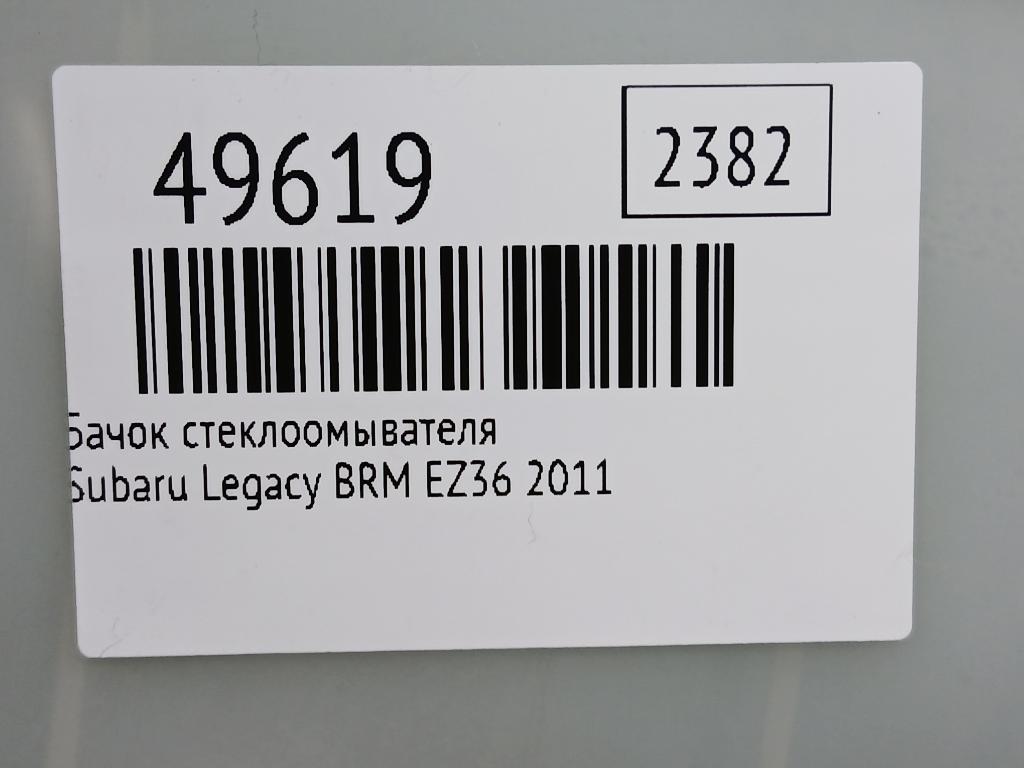 49619
2382
Бачок стеклоомывателя
Subaru Legacy BRM EZ36 2011